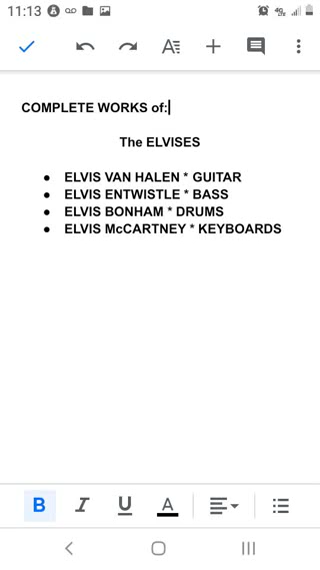 11:13
COMPLETE WORKS of:
The ELVISES
● ELVIS VAN HALEN * GUITAR
● ELVIS ENTWISTLE * BASS
● ELVIS BONHAM * DRUMS
● ELVIS McCARTNEY * KEYBOARDS
B I U A